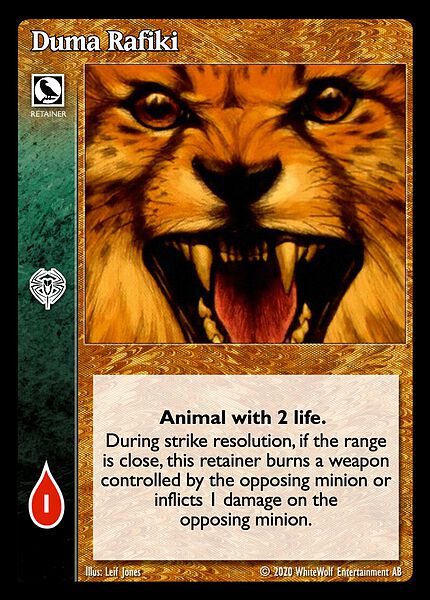 Duma Rafiki
RETAINER
Animal with 2 life.
During strike resolution, if the range
is close, this retainer burns a weapon
controlled by the opposing minion or
inflicts 1 damage on the
opposing minion.
1
Illus: Leif Jones
© 2020 WhiteWolf Entertainment AB